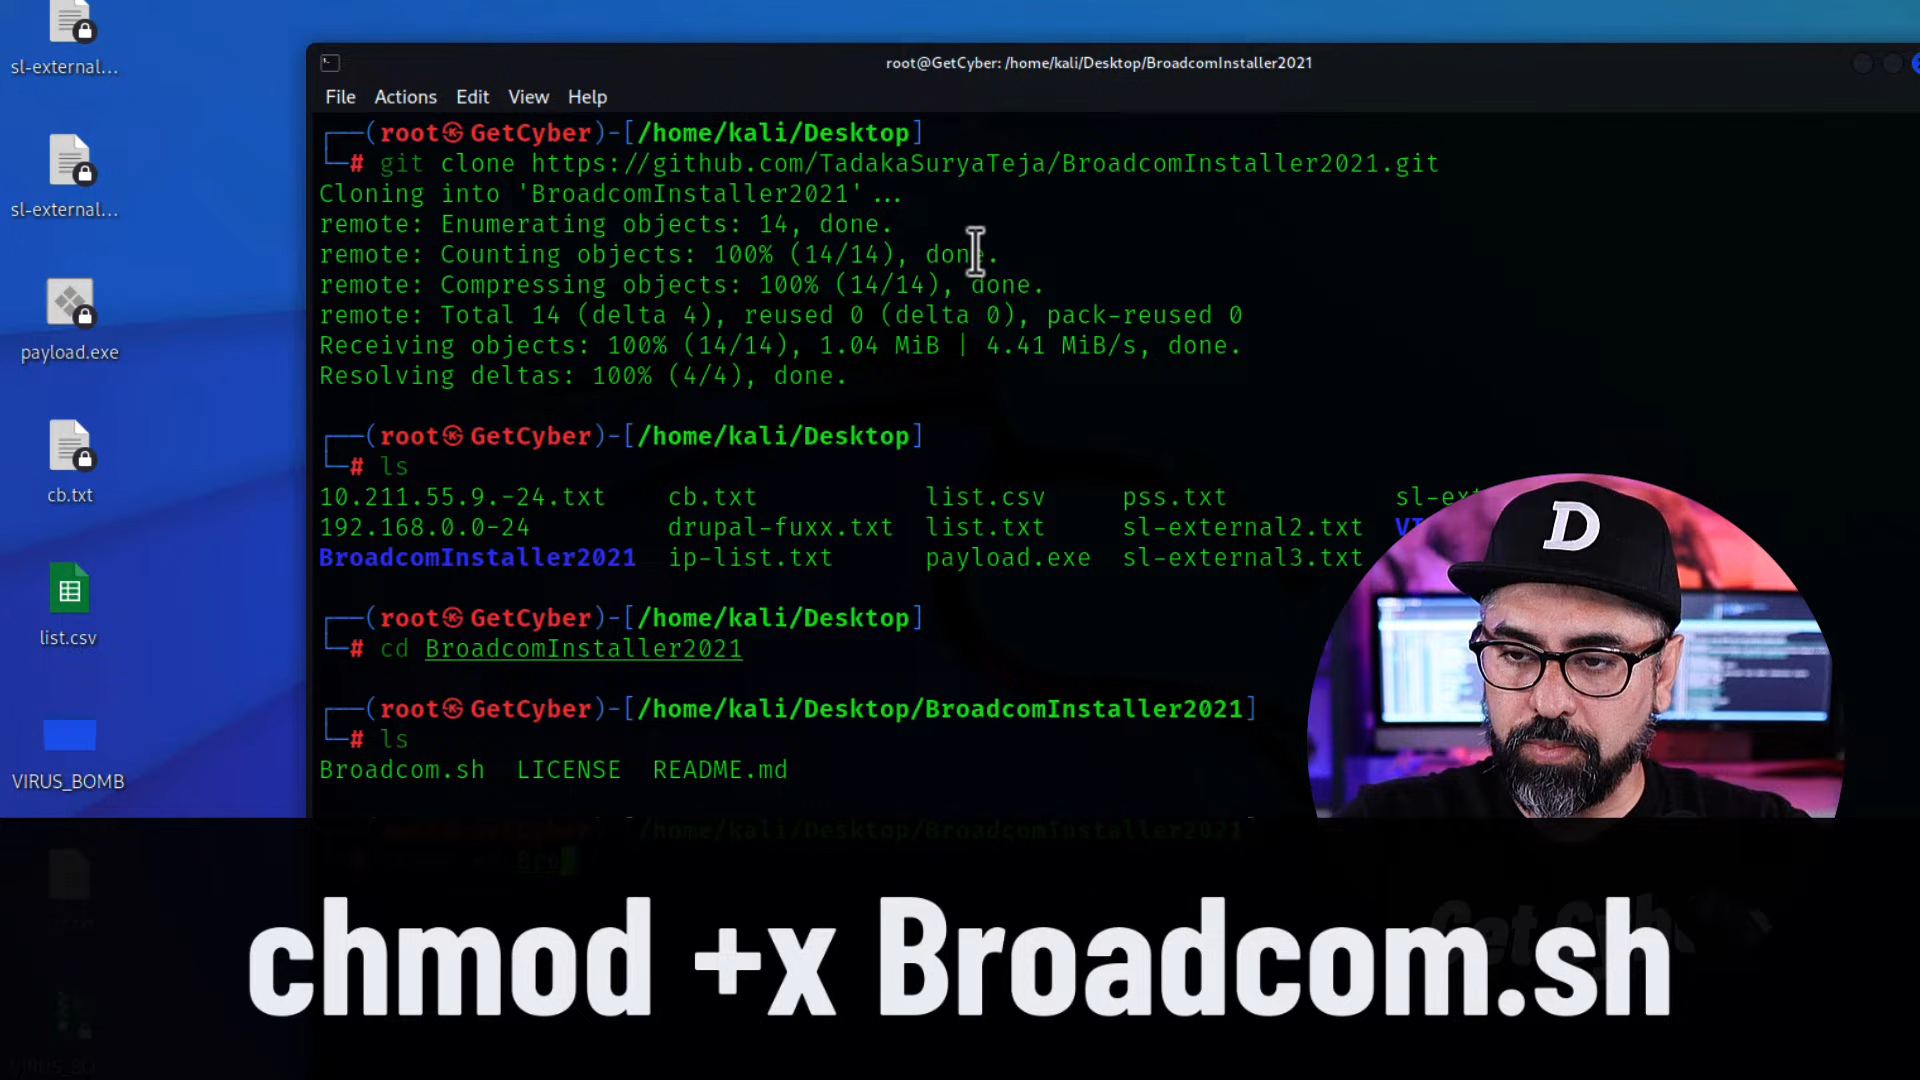 sl-external...
sl-external...
payload.exe
cb.txt
list.csv
VIRUS_BOMB
root@GetCyber: /home/kali/Desktop/BroadcomInstaller2021
File Actions Edit View Help
┌──(root㉿GetCyber)-[/home/kali/Desktop]
└─# git clone https://github.com/TadakaSuryaTeja/BroadcomInstaller2021.git
Cloning into 'BroadcomInstaller2021'...
remote: Enumerating objects: 14, done.
remote: Counting objects: 100% (14/14), done.
remote: Compressing objects: 100% (14/14), done.
remote: Total 14 (delta 4), reused 0 (delta 0), pack-reused 0
Receiving objects: 100% (14/14), 1.04 MiB | 4.41 MiB/s, done.
Resolving deltas: 100% (4/4), done.
┌──(root㉿GetCyber)-[/home/kali/Desktop]
└─# ls
10.211.55.9.-24.txt cb.txt list.csv pss.txt
192.168.0.0-24 drupal-fuxx.txt list.txt sl-external2.txt
BroadcomInstaller2021 ip-list.txt payload.exe sl-external3.txt
┌──(root㉿GetCyber)-[/home/kali/Desktop]
└─# cd BroadcomInstaller2021
┌──(root㉿GetCyber)-[/home/kali/Desktop/BroadcomInstaller2021]
└─# ls
Broadcom.sh LICENSE README.md
/home/kali/Desktop/BroadcomInstaller2021
Bro
D
chmod +x Broadcom.sh